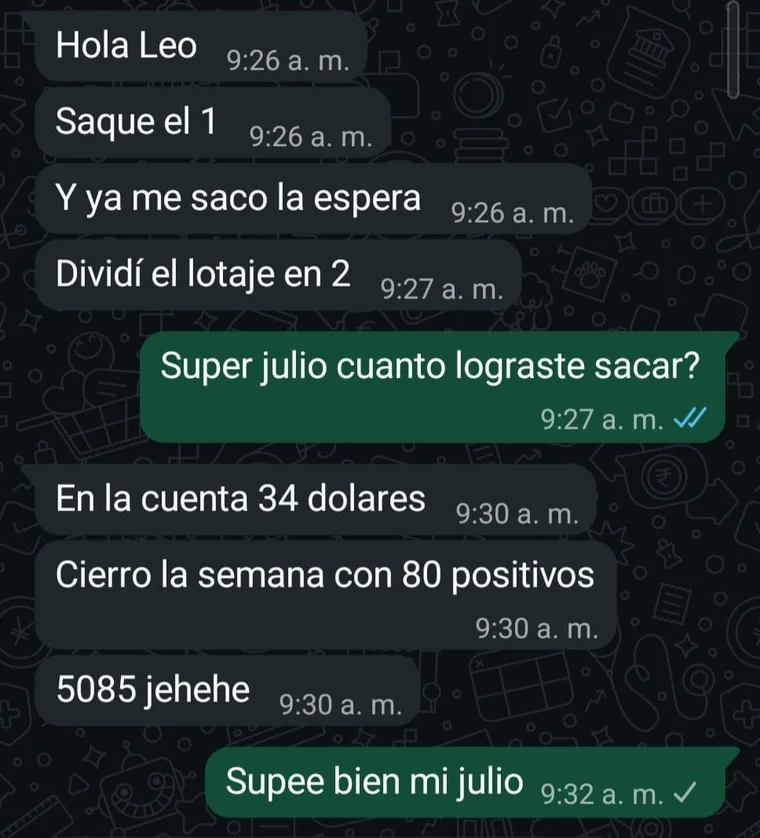 Hola Leo 9:26 a. m.
Saque el 1 9:26 a. m.
Y ya me saco la espera 9:26 a. m.
Dividí el lotaje en 2 9:27 a. m.
Super julio cuanto lograste sacar?
9:27 a. m.
En la cuenta 34 dolares 9:30 a. m.
Cierro la semana con 80 positivos
9:30 a. m.
5085 jehehe 9:30 a. m.
Supee bien mi julio 9:32 a. m.